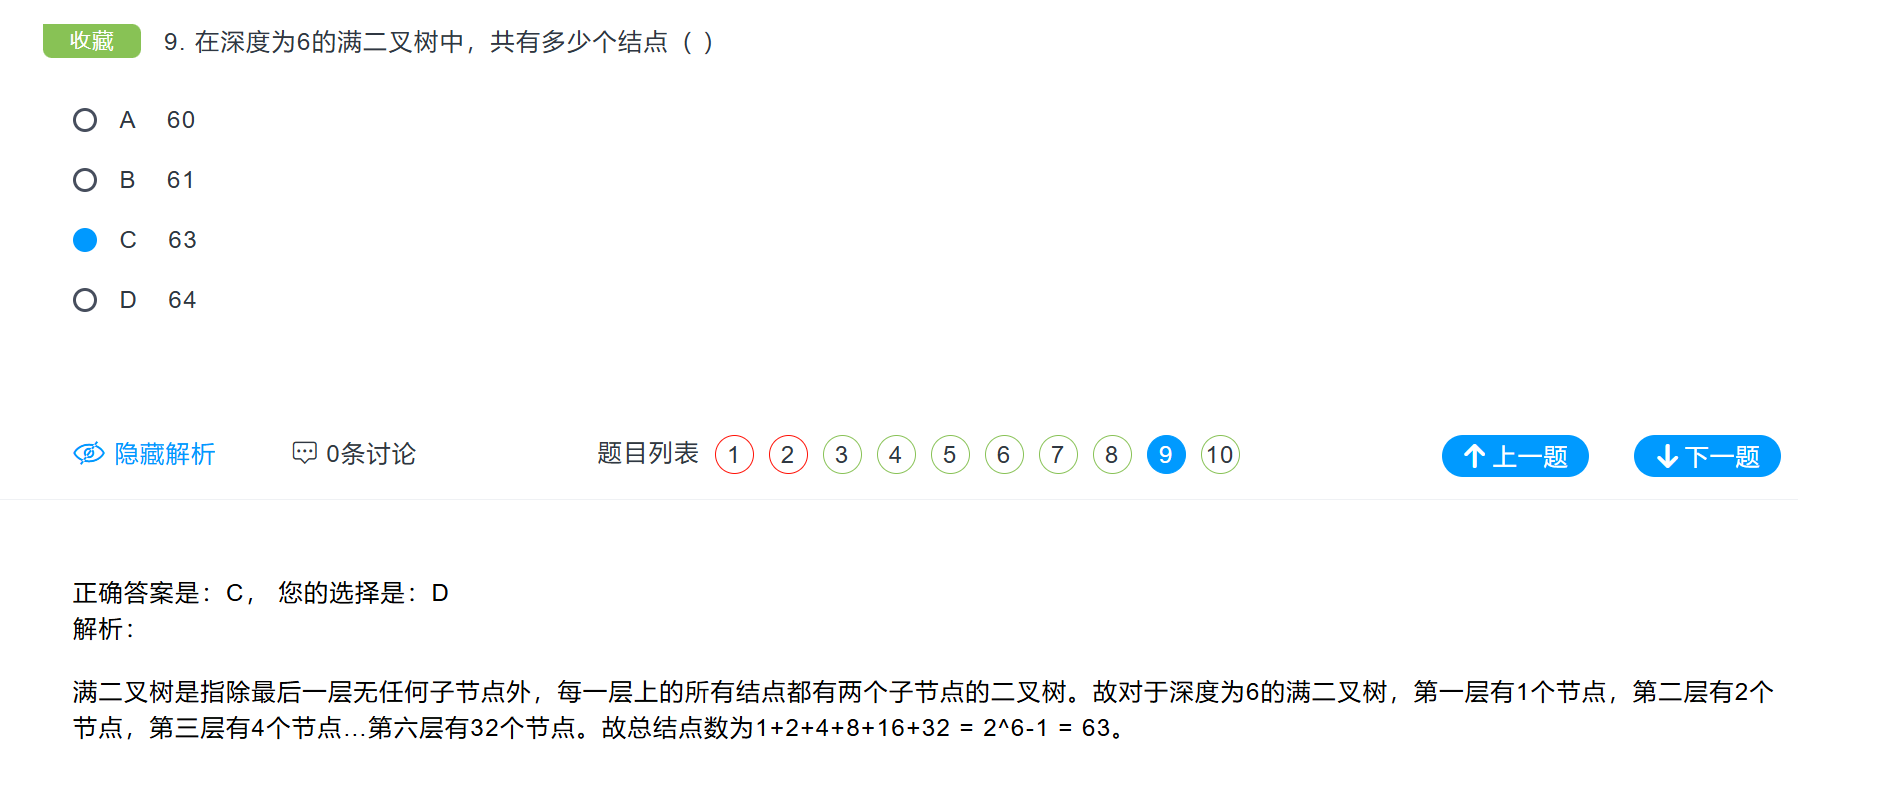 收藏 9. 在深度为6的满二叉树中，共有多少个结点（ ）
A 60
B 61
C 63
D 64
隐藏解析 0条讨论 题目列表 1 2 3 4 5 6 7 8 9 10 上一题 下一题
正确答案是：C， 您的选择是：D
解析：
满二叉树是指除最后一层无任何子节点外，每一层上的所有结点都有两个子节点的二叉树。故对于深度为6的满二叉树，第一层有1个节点，第二层有2个
节点，第三层有4个节点…第六层有32个节点。故总结点数为1+2+4+8+16+32 = 2^6-1 = 63。